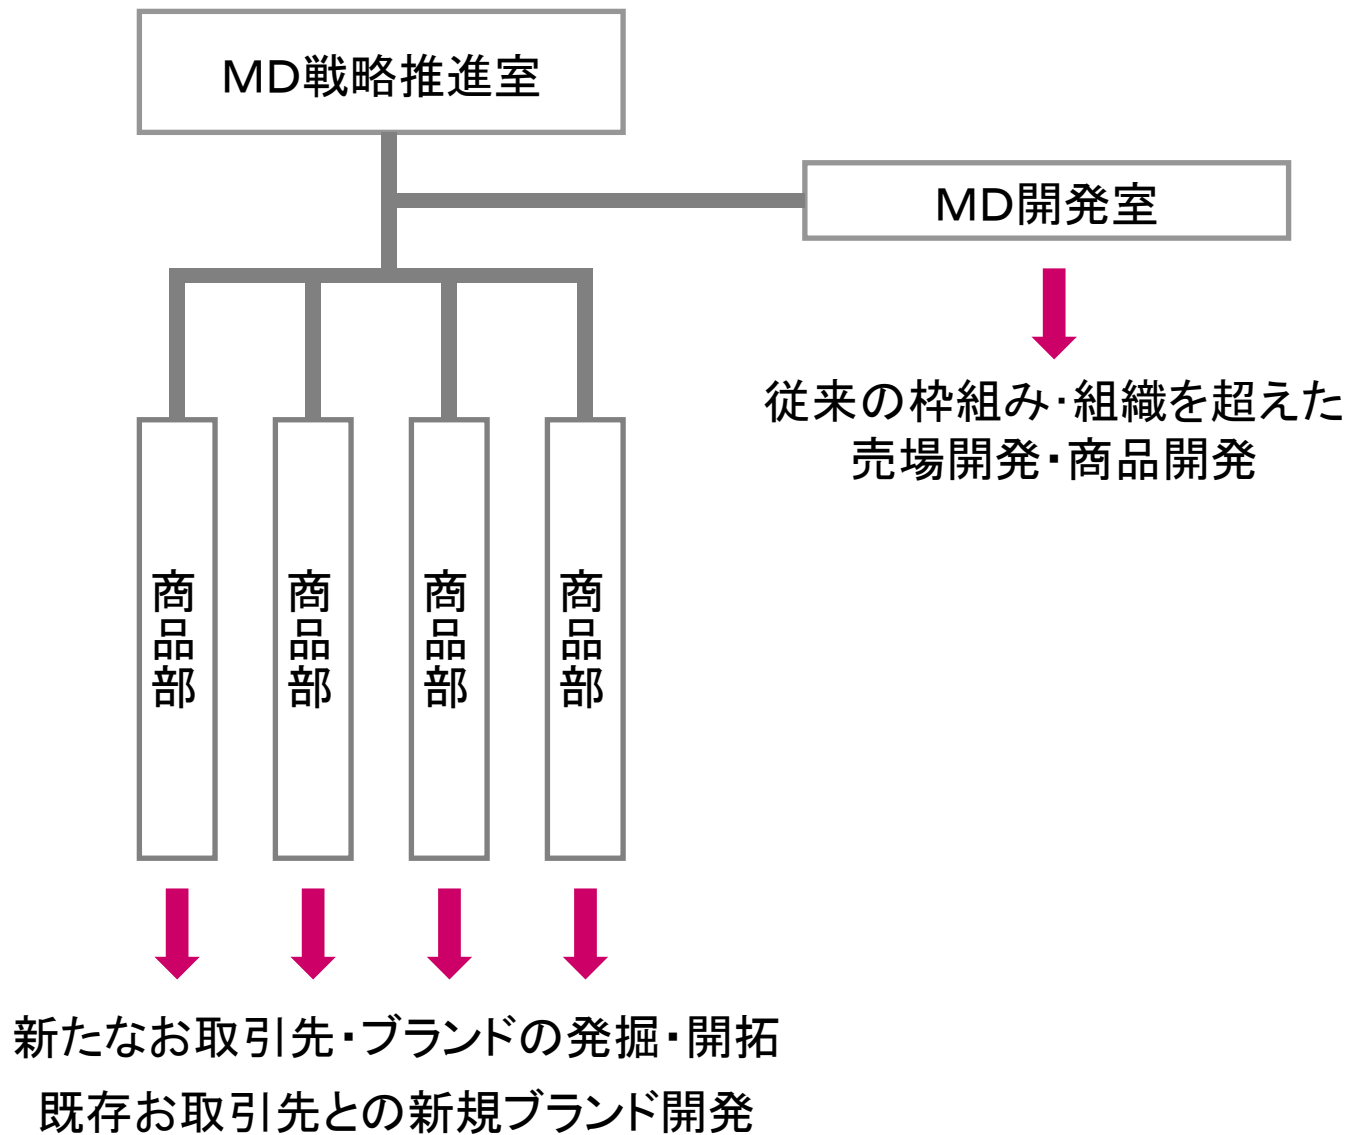 MD戦略推進室
MD開発室
従来の枠組み・組織を超えた
売場開発・商品開発
商品部
商品部
商品部
商品部
新たなお取引先・ブランドの発掘・開拓
既存お取引先との新規ブランド開発